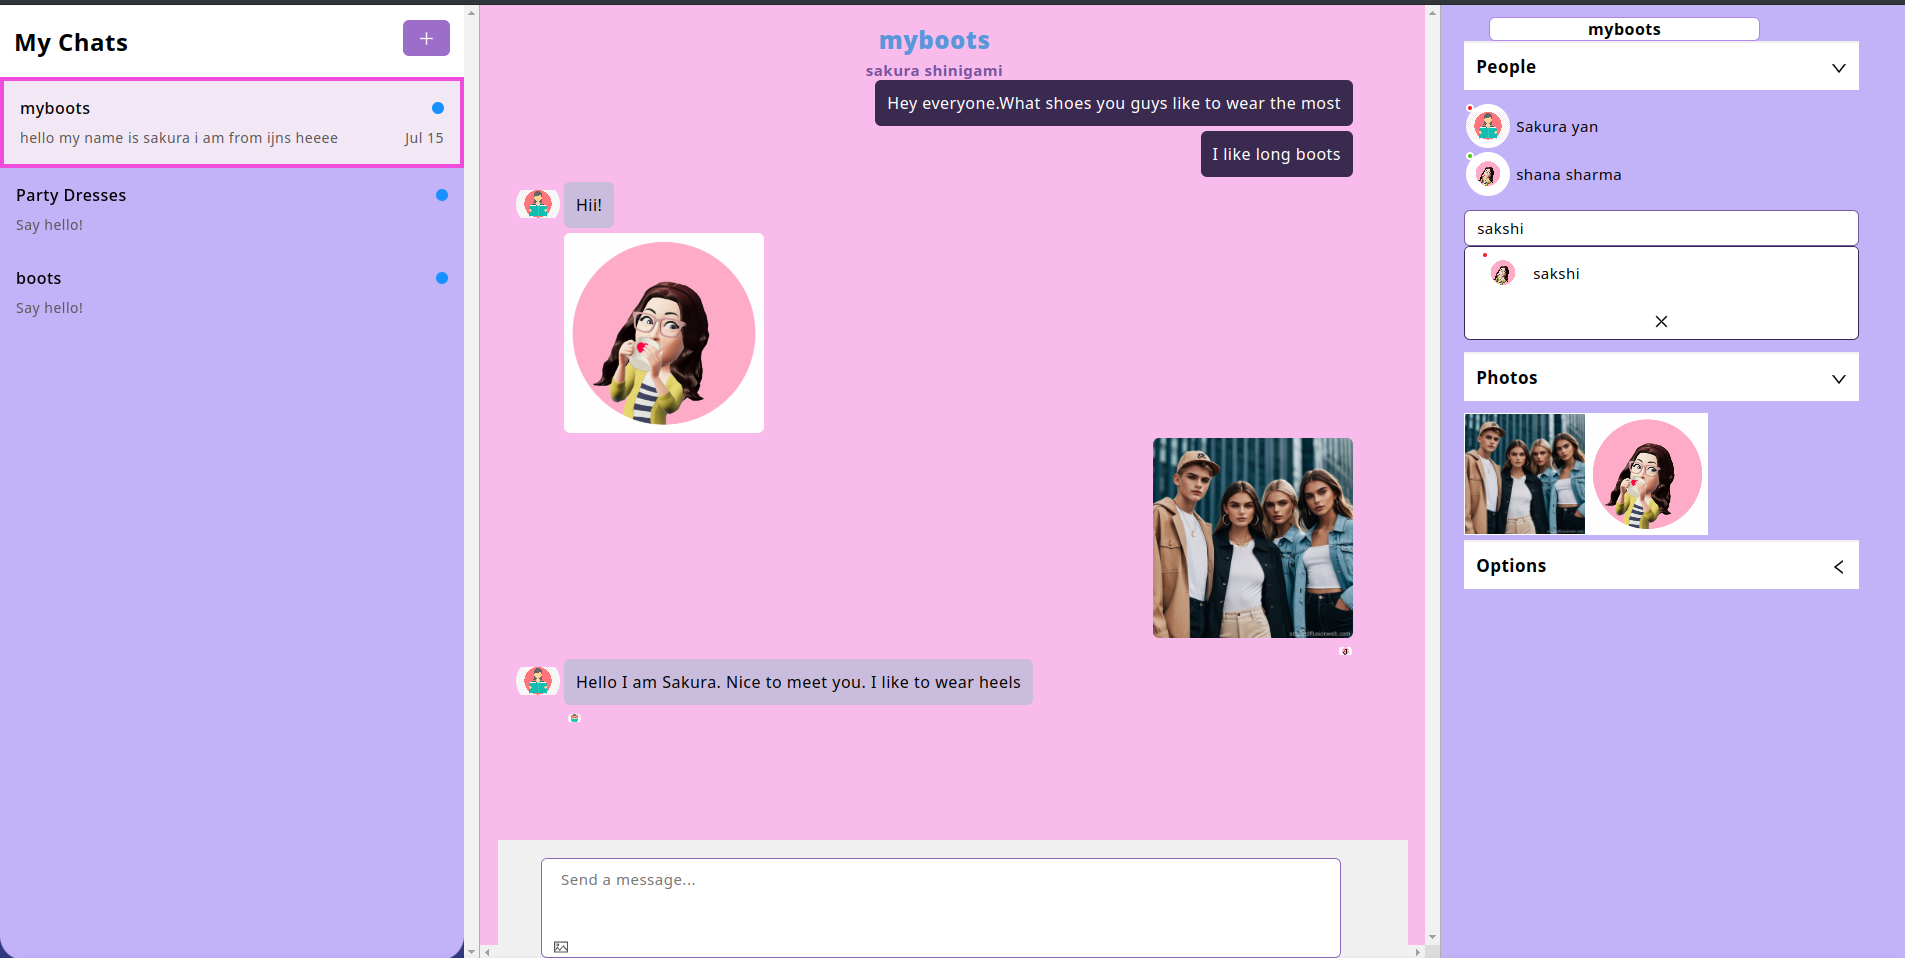 My Chats
+
myboots
hello my name is sakura i am from ijns heeee
Jul 15
Party Dresses
Say hello!
boots
Say hello!
myboots
sakura shinigami
Hey everyone.What shoes you guys like to wear the most
I like long boots
Hii!
Hello I am Sakura. Nice to meet you. I like to wear heels
Send a message...
myboots
People
Sakura yan
shana sharma
sakshi
sakshi
Photos
Options